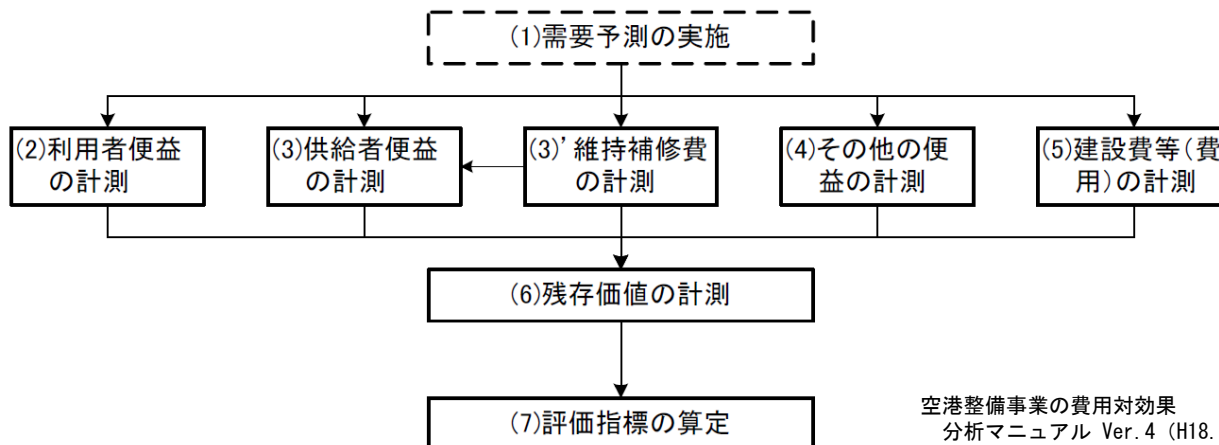 (1)需要予測の実施
(2)利用者便益
の計測
(3)供給者便益
の計測
(3)’維持補修費
の計測
(4)その他の便
益の計測
(5)建設費等(費
用)の計測
(6)残存価値の計測
(7)評価指標の算定
空港整備事業の費用対効果
分析マニュアル Ver.4 (H18.